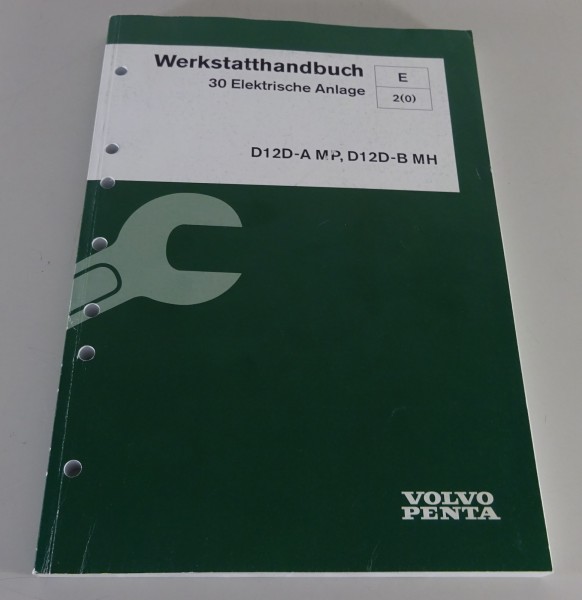 Werkstatthandbuch
30 Elektrische Anlage
E
2(0)
D12D-A MP, D12D-B MH
VOLVO
PENTA